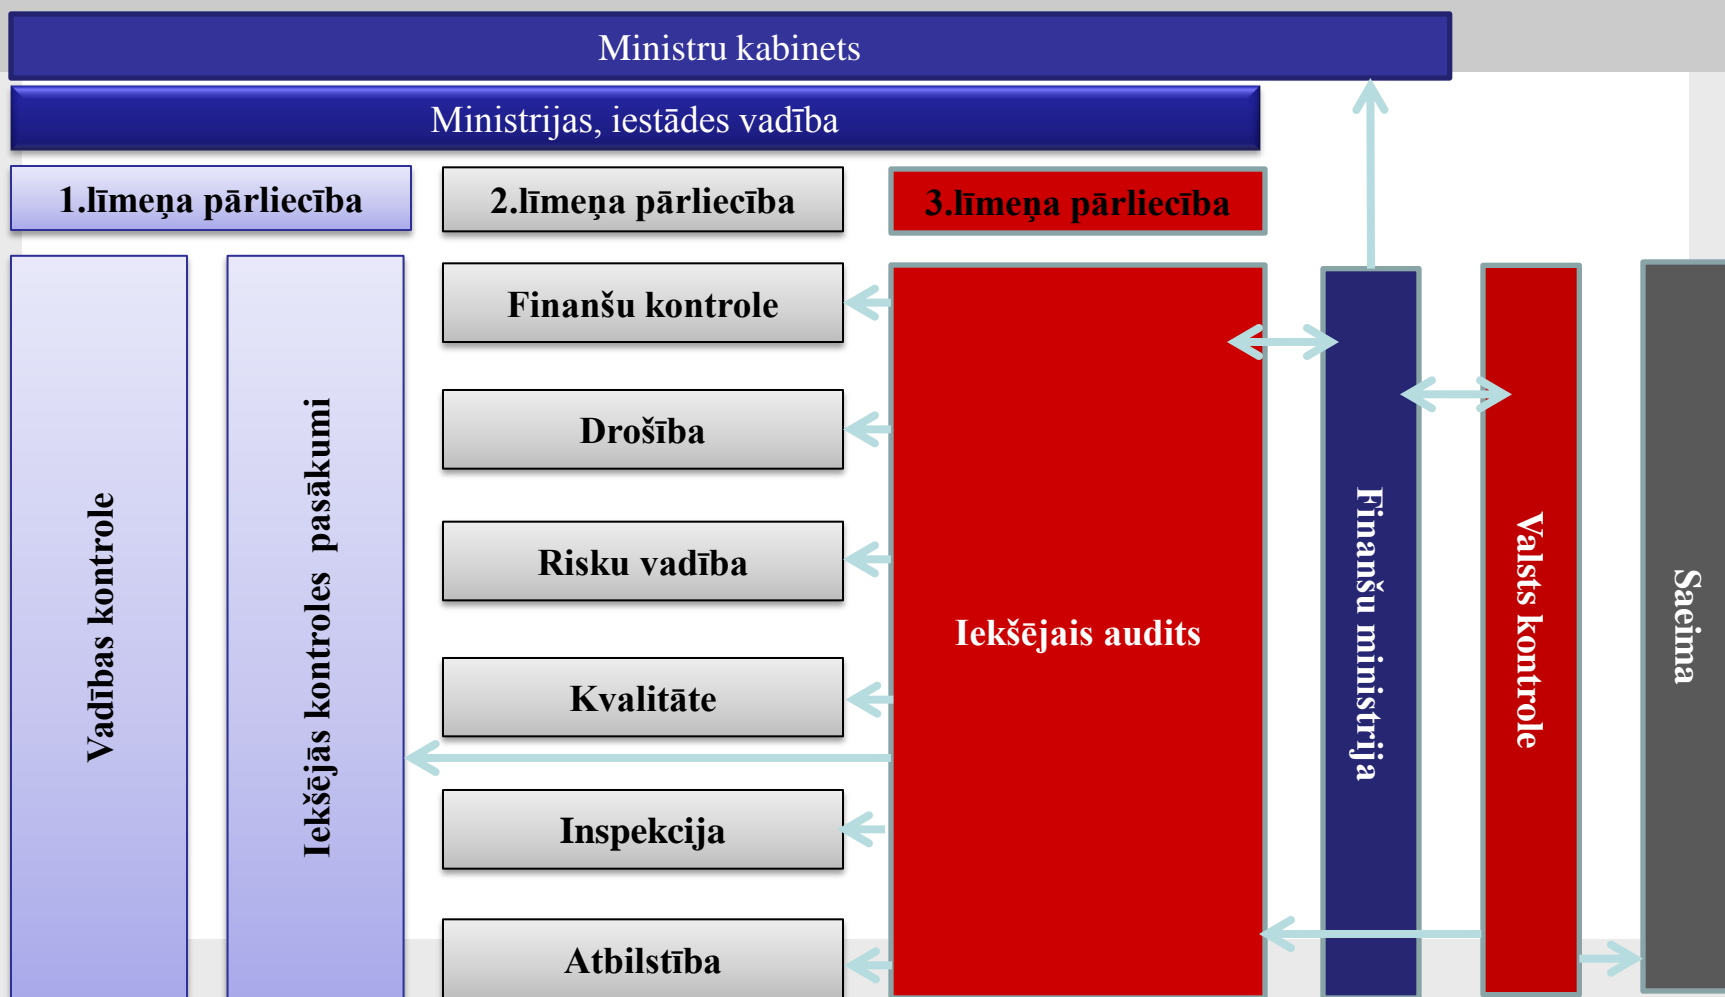 Ministru kabinets
Ministrijas, iestādes vadība
1.līmeņa pārliecība
2.līmeņa pārliecība
3.līmeņa pārliecība
Vadības kontrole
Iekšējās kontroles pasākumi
Finanšu kontrole
Drošība
Risku vadība
Kvalitāte
Inspekcija
Atbilstība
Iekšējais audits
Finanšu ministrija
Valsts kontrole
Saeima